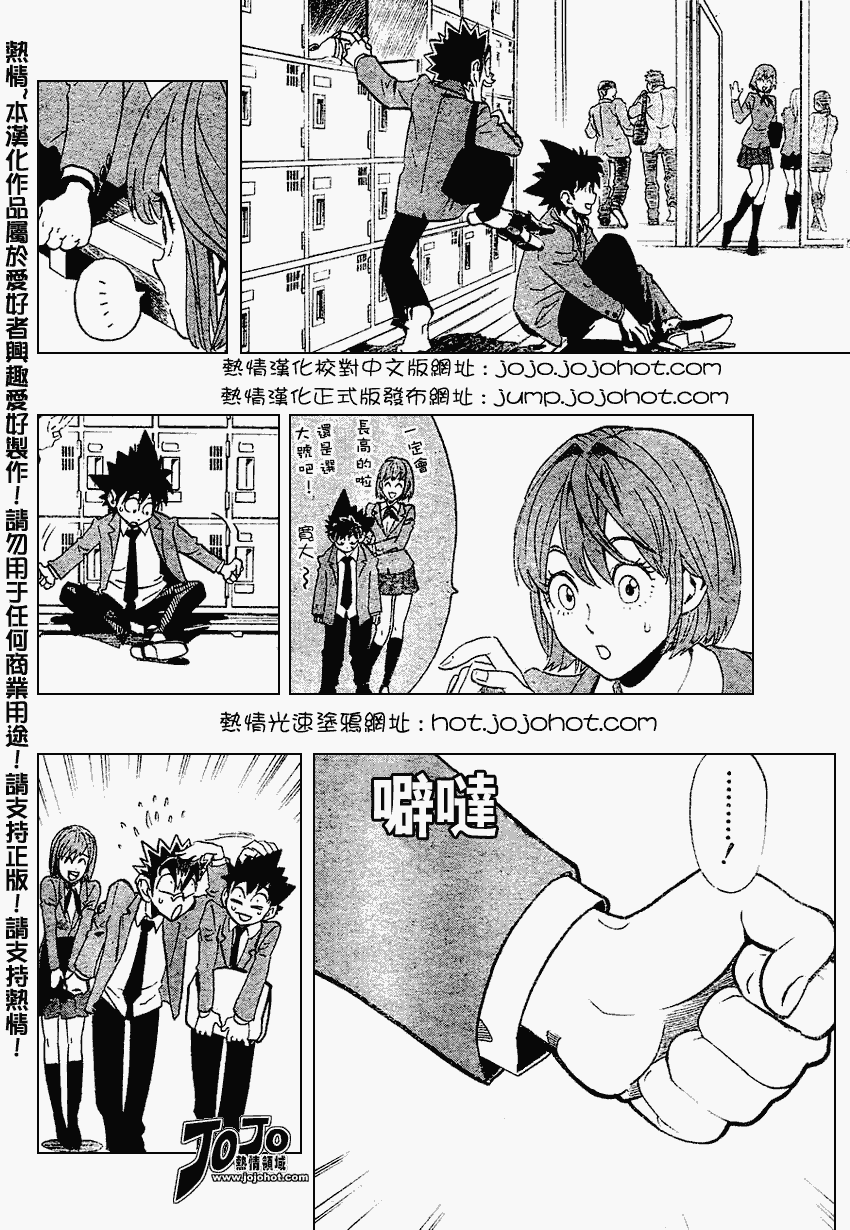 熱情~本漢化作品屬於愛好者興趣愛好製作！請勿用于任何商業用途！請支持正版！請支持熱情！
……
熱情漢化校對中文版網址：jojo.jojohot.com
熱情漢化正式版發布網址：jump.jojohot.com
一定會
長高的啦
還是選
大號吧！
寬大~
熱情光速塗鴉網址：hot.jojohot.com
……！
噼噠
JOJO
熱情領域
www.jojohot.com